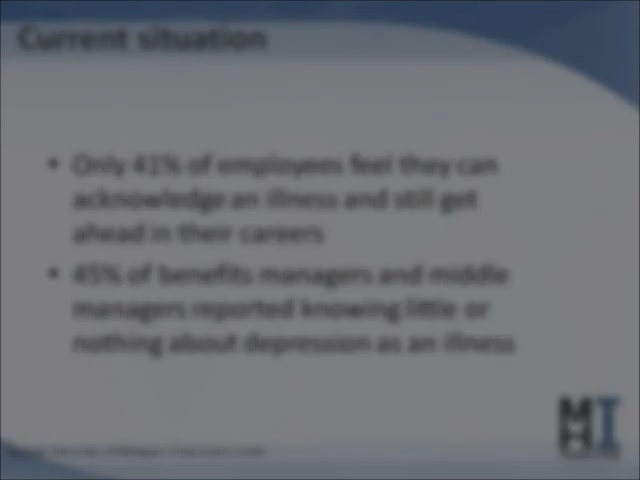 Current situation
• Only 41% of employees feel they can
acknowledge an illness and still get
ahead in their careers
• 45% of benefits managers and middle
managers reported knowing little or
nothing about depression as an illness
M I
H